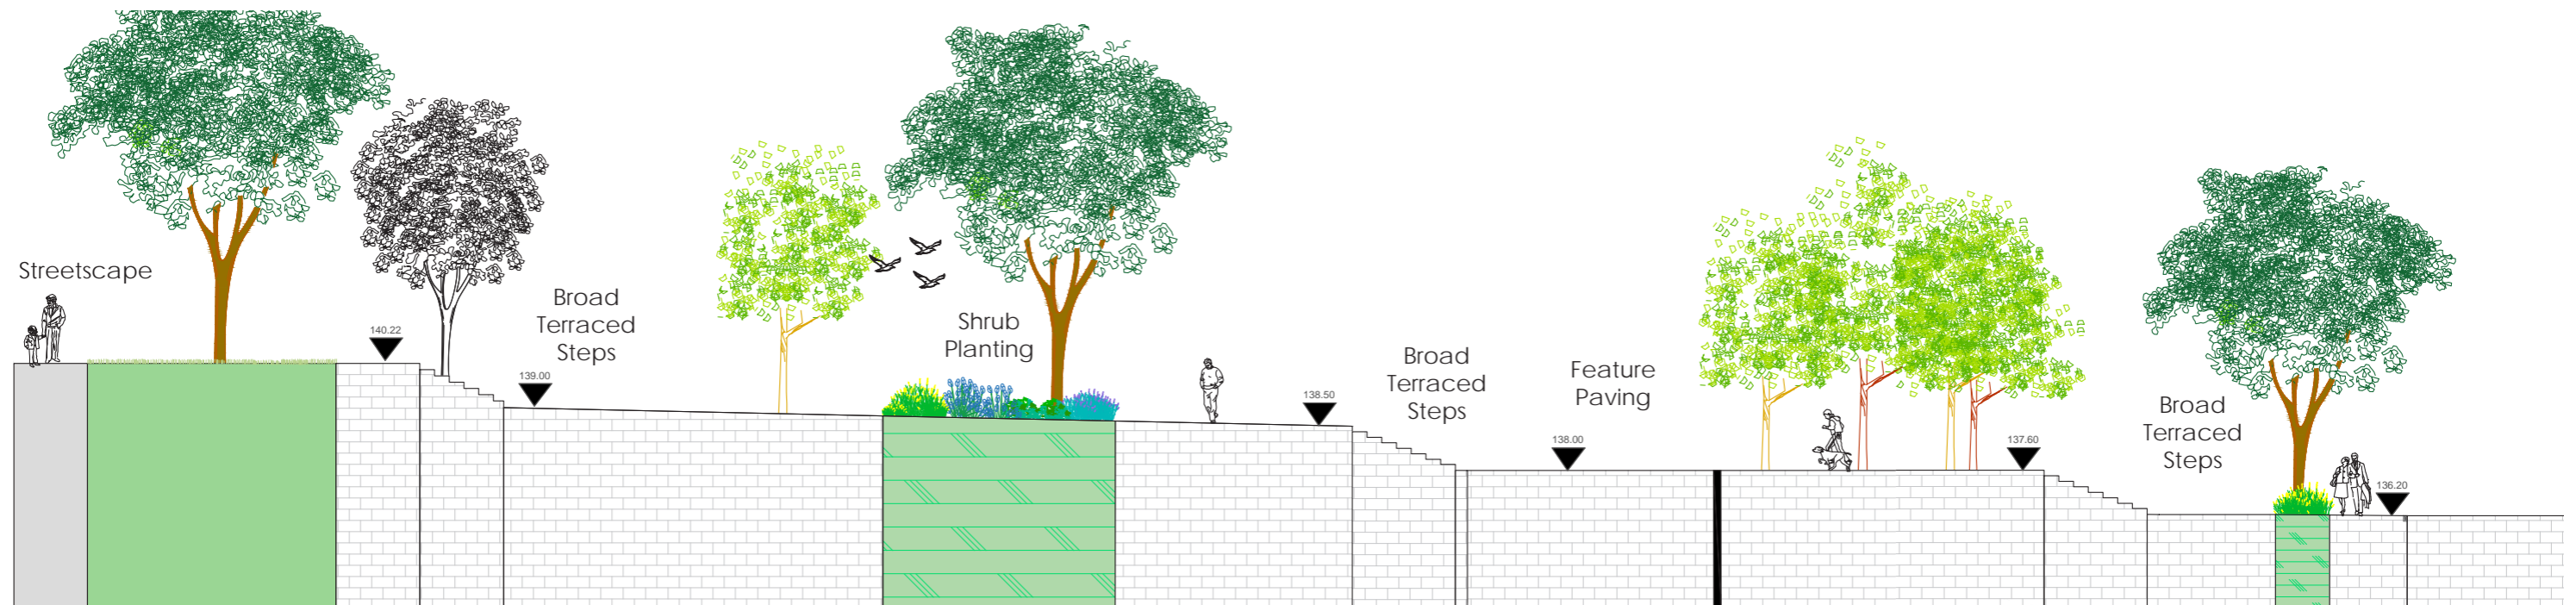 Streetscape
140.22
Broad
Terraced
Steps
139.00
Shrub
Planting
138.50
Broad
Terraced
Steps
Feature
Paving
138.00
137.60
Broad
Terraced
Steps
136.20